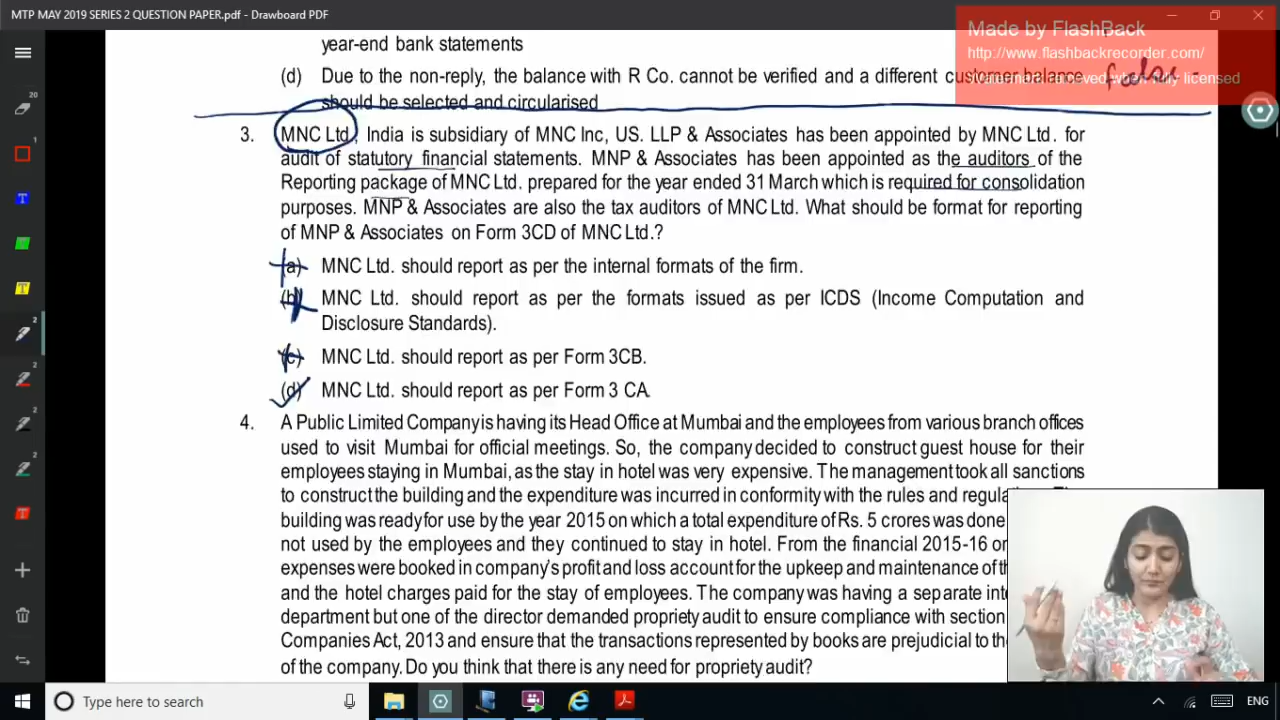 MTP MAY 2019 SERIES 2 QUESTION PAPER.pdf - Drawboard PDF
Made by FlashBack
http://www.flashbackrecorder.com/
Watermark removed when fully licensed
year-end bank statements
(d) Due to the non-reply, the balance with R Co. cannot be verified and a different customer balance
should be selected and circularised
3. MNC Ltd., India is subsidiary of MNC Inc, US. LLP & Associates has been appointed by MNC Ltd. for
audit of statutory financial statements. MNP & Associates has been appointed as the auditors of the
Reporting package of MNC Ltd. prepared for the year ended 31 March which is required for consolidation
purposes. MNP & Associates are also the tax auditors of MNC Ltd. What should be format for reporting
of MNP & Associates on Form 3CD of MNC Ltd.?
(a) MNC Ltd. should report as per the internal formats of the firm.
(b) MNC Ltd. should report as per the formats issued as per ICDS (Income Computation and
Disclosure Standards).
(c) MNC Ltd. should report as per Form 3CB.
(d) MNC Ltd. should report as per Form 3 CA.
4. A Public Limited Company is having its Head Office at Mumbai and the employees from various branch offices
used to visit Mumbai for official meetings. So, the company decided to construct guest house for their
employees staying in Mumbai, as the stay in hotel was very expensive. The management took all sanctions
to construct the building and the expenditure was incurred in conformity with the rules and
building was ready for use by the year 2015 on which a total expenditure of Rs. 5 crores was done
not used by the employees and they continued to stay in hotel. From the financial 2015-16
expenses were booked in company's profit and loss account for the upkeep and maintenance of
and the hotel charges paid for the stay of employees. The company was having a separate
department but one of the director demanded propriety audit to ensure compliance with section
Companies Act, 2013 and ensure that the transactions represented by books are prejudicial to
of the company. Do you think that there is any need for propriety audit?
20
2
2
2
2
2
Type here to search
ENG